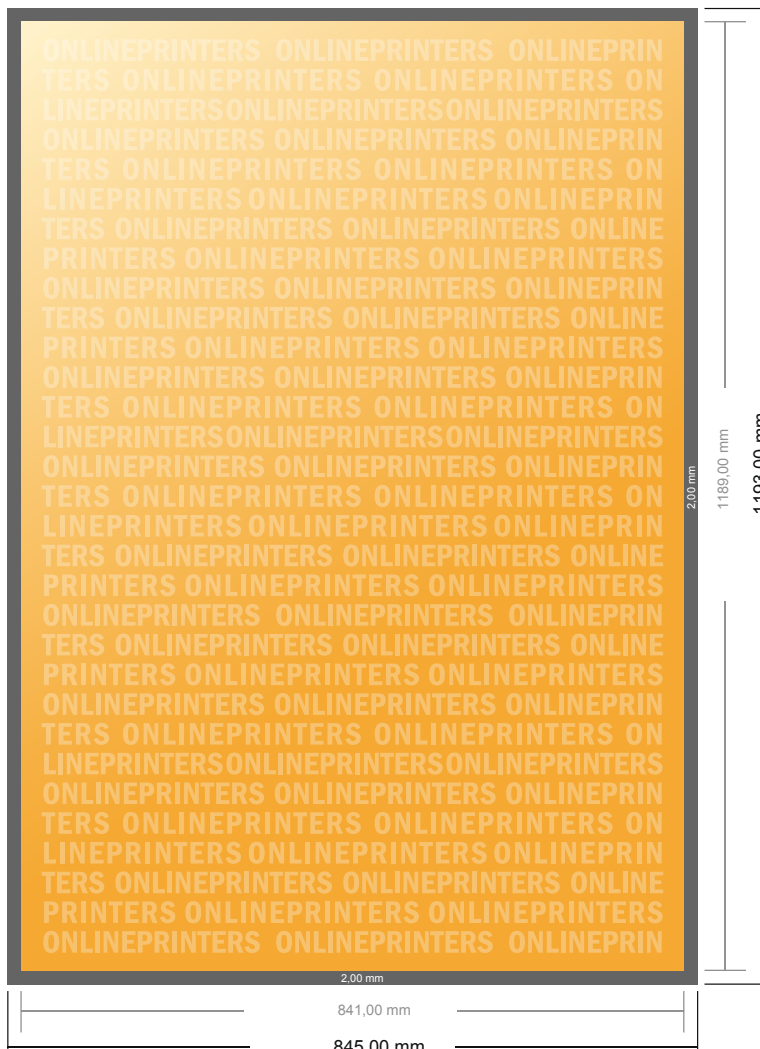 ONLINEPRINTERS ONLINEPRINTERS ONLINEPRIN
TERS ONLINEPRINTERS ONLINEPRINTERS ON
LINEPRINTERSONLINEPRINTERSONLINEPRINTERS
ONLINEPRINTERS ONLINEPRINTERS ONLINEPRIN
TERS ONLINEPRINTERS ONLINEPRINTERS ON
LINEPRINTERS ONLINEPRINTERS ONLINEPRIN
TERS ONLINEPRINTERS ONLINEPRINTERS ONLINE
PRINTERS ONLINEPRINTERS ONLINEPRINTERS
ONLINEPRINTERS ONLINEPRINTERS ONLINEPRIN
TERS ONLINEPRINTERS ONLINEPRINTERS ONLINE
PRINTERS ONLINEPRINTERS ONLINEPRINTERS
ONLINEPRINTERS ONLINEPRINTERS ONLINEPRIN
TERS ONLINEPRINTERS ONLINEPRINTERS ON
LINEPRINTERSONLINEPRINTERSONLINEPRINTERS
ONLINEPRINTERS ONLINEPRINTERS ONLINEPRIN
TERS ONLINEPRINTERS ONLINEPRINTERS ON
LINEPRINTERS ONLINEPRINTERS ONLINEPRIN
TERS ONLINEPRINTERS ONLINEPRINTERS ONLINE
PRINTERS ONLINEPRINTERS ONLINEPRINTERS
ONLINEPRINTERS ONLINEPRINTERS ONLINEPRIN
TERS ONLINEPRINTERS ONLINEPRINTERS ONLINE
PRINTERS ONLINEPRINTERS ONLINEPRINTERS
ONLINEPRINTERS ONLINEPRINTERS ONLINEPRIN
TERS ONLINEPRINTERS ONLINEPRINTERS ON
LINEPRINTERSONLINEPRINTERSONLINEPRINTERS
ONLINEPRINTERS ONLINEPRINTERS ONLINEPRIN
TERS ONLINEPRINTERS ONLINEPRINTERS ON
LINEPRINTERS ONLINEPRINTERS ONLINEPRIN
TERS ONLINEPRINTERS ONLINEPRINTERS ONLINE
PRINTERS ONLINEPRINTERS ONLINEPRINTERS
ONLINEPRINTERS ONLINEPRINTERS ONLINEPRIN
2,00 mm
1189,00 mm
1193,00 mm
2,00 mm
841,00 mm
845,00 mm